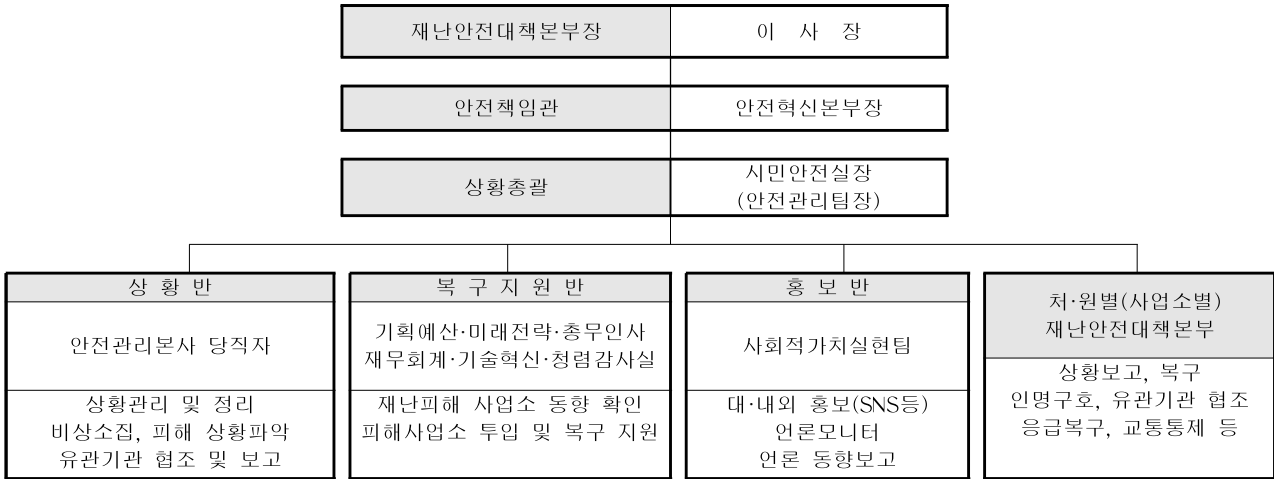 재난안전대책본부장
이 사 장
안전책임관
안전혁신본부장
상황총괄
시민안전실장
(안전관리팀장)
상 황 반
안전관리본사 당직자
상황관리 및 정리
비상소집, 피해 상황파악
유관기관 협조 및 보고
복 구 지 원 반
기획예산·미래전략·총무인사
재무회계·기술혁신·청렴감사실
재난피해 사업소 동향 확인
피해사업소 투입 및 복구 지원
홍 보 반
사회적가치실현팀
대·내외 홍보(SNS등)
언론모니터
언론 동향보고
처·원별(사업소별)
재난안전대책본부
상황보고, 복구
인명구호, 유관기관 협조
응급복구, 교통통제 등